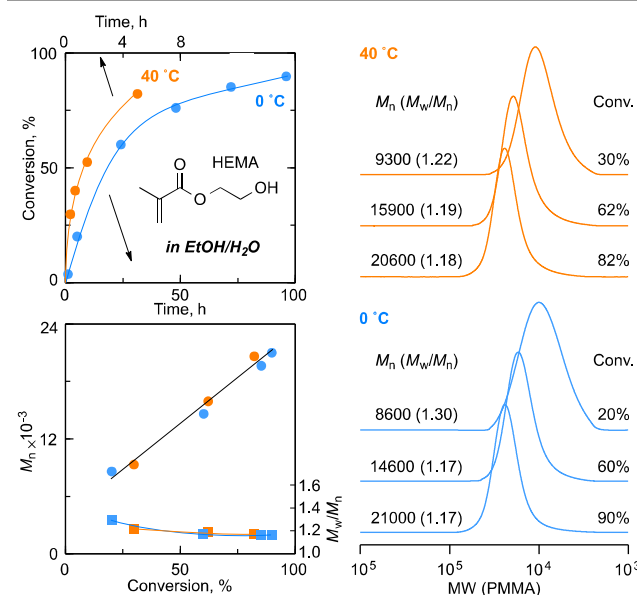 Time, h
0 4 8
100
50
0
Conversion, %
40 ˚C
0 ˚C
HEMA
O
O
OH
in EtOH/H2O
0 50 100
Time, h
24
12
0
Mn ×10−3
1.6
1.4
1.2
1.0
Mw/Mn
0 50 100
Conversion, %
40 ˚C
Mn (Mw/Mn) Conv.
9300 (1.22) 30%
15900 (1.19) 62%
20600 (1.18) 82%
0 ˚C
Mn (Mw/Mn) Conv.
8600 (1.30) 20%
14600 (1.17) 60%
21000 (1.17) 90%
10⁵ 10⁵ 10⁴ 10³
MW (PMMA)